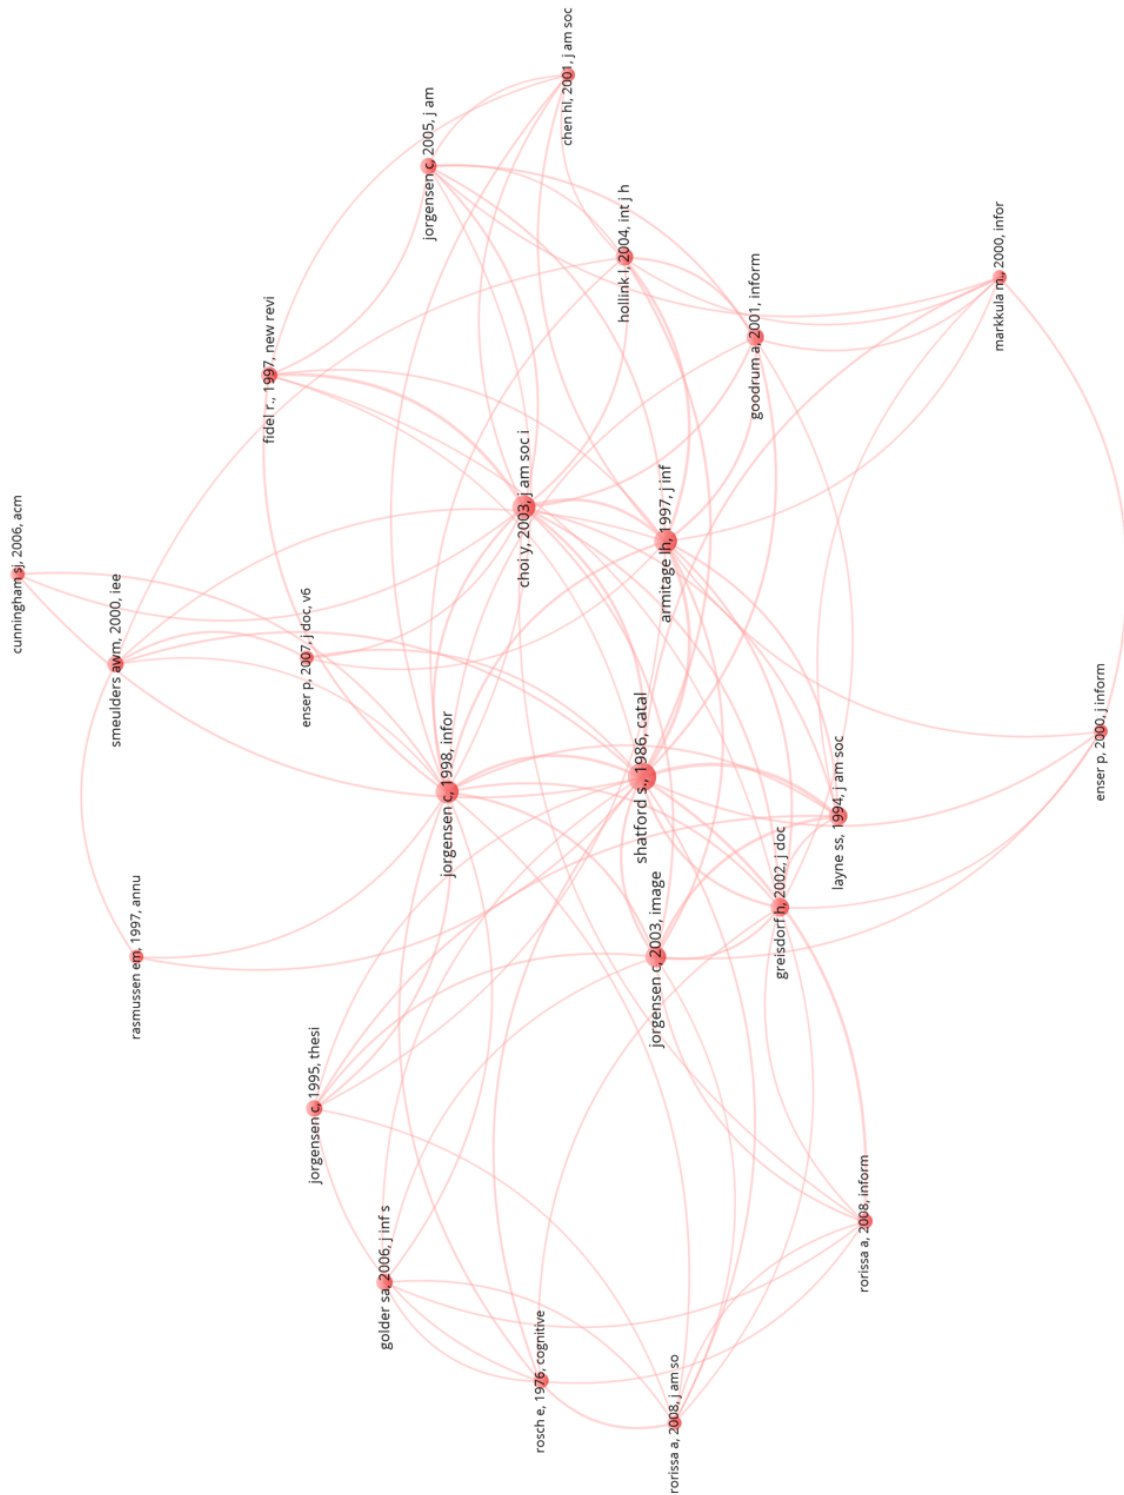 chen hl, 2001, j am soc
jorgensen c, 2005, j am
hollink l, 2004, int j h
markkula m., 2000, infor
goodrum a, 2001, inform
fidel r., 1997, new revi
choi y, 2003, j am soc i
armitage lh, 1997, j inf
cunningham sj, 2006, acm
smeulders awm, 2000, iee
enser p, 2007, j doc, v6
jorgensen c, 1998, infor
shatford s., 1986, catal
enser p, 2000, j inform
layne ss, 1994, j am soc
greisdorf h, 2002, j doc
jorgensen c, 2003, image
rasmussen em, 1997, annu
jorgensen c, 1995, thesi
rorissa a, 2008, inform
golder sa, 2006, j inf s
rosch e, 1976, cognitive
rorissa a, 2008, j am so